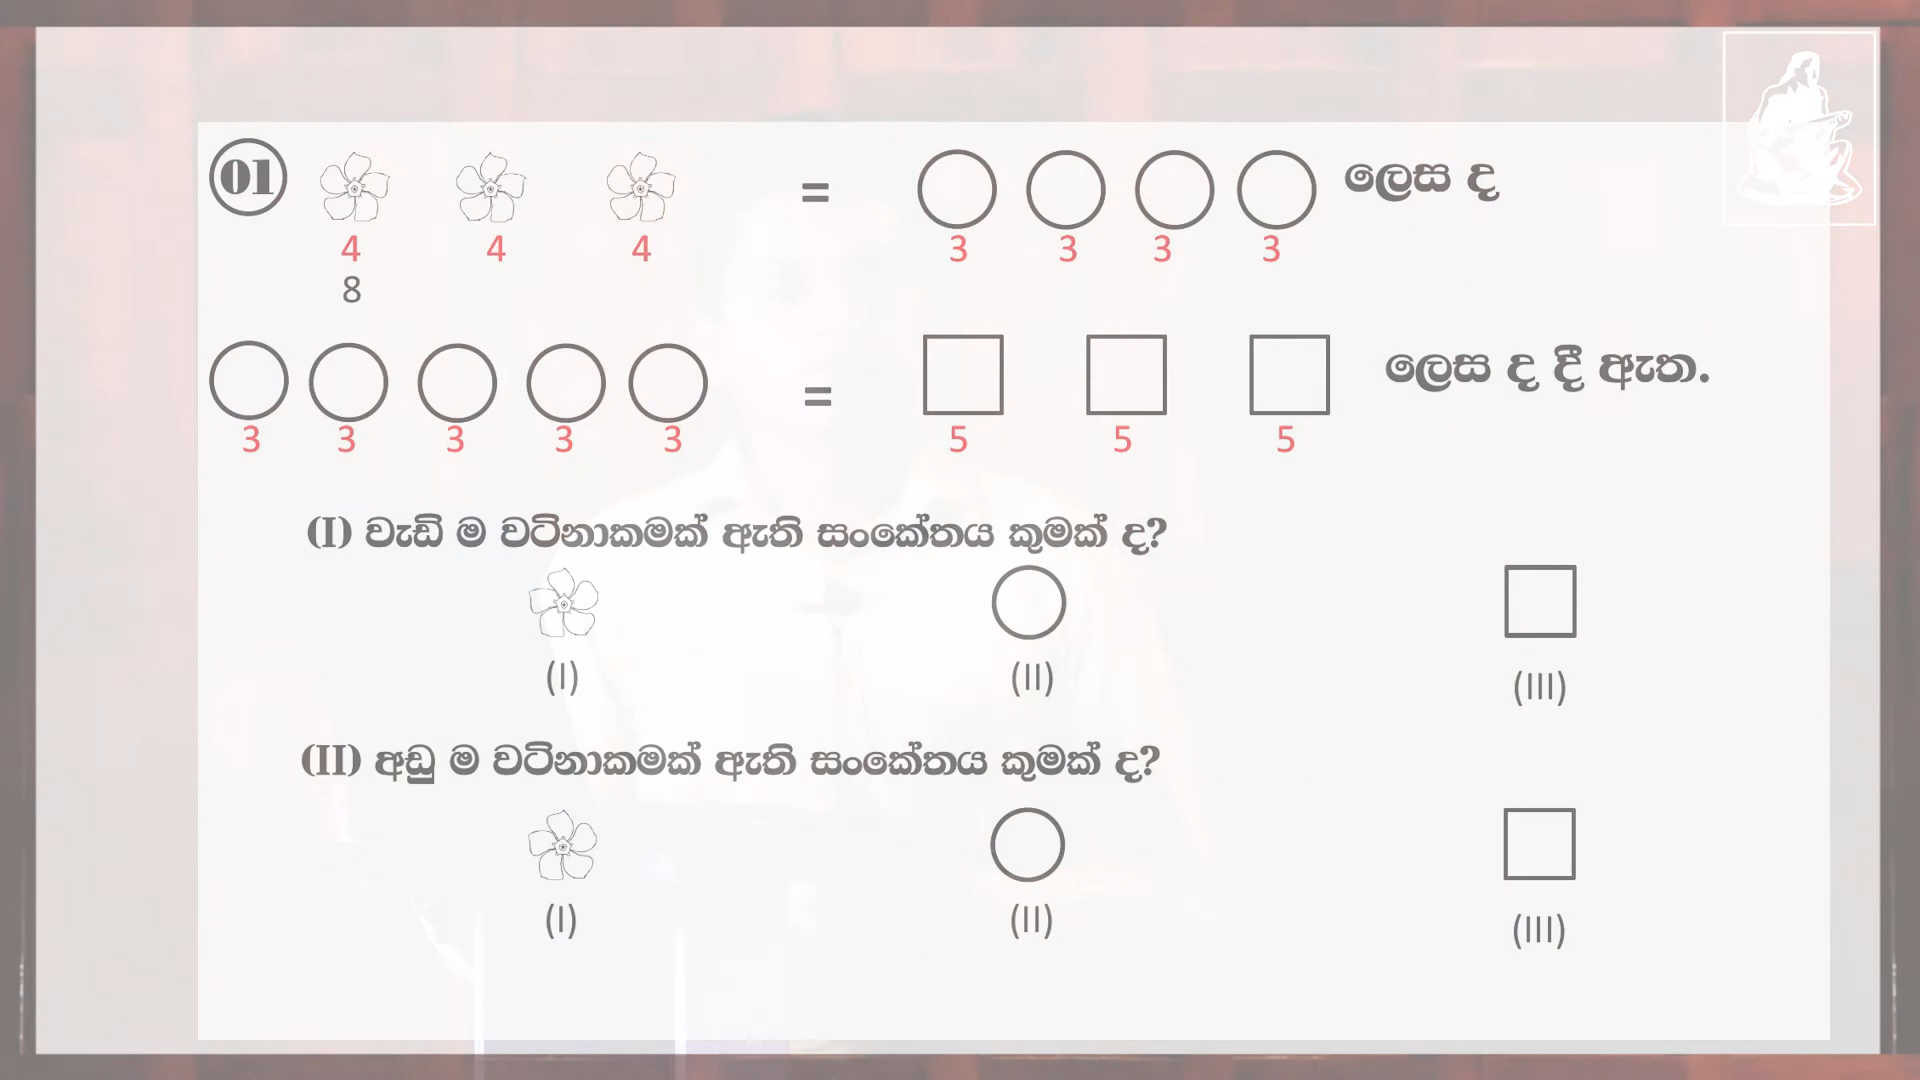 01 = ලෙස ද
4 4 4 3 3 3 3
8
= ලෙස ද දී ඇත.
3 3 3 3 3 5 5 5
(I) වැඩි ම වටිනාකමක් ඇති සංකේතය කුමක් ද?
(I) (II) (III)
(II) අඩු ම වටිනාකමක් ඇති සංකේතය කුමක් ද?
(I) (II) (III)